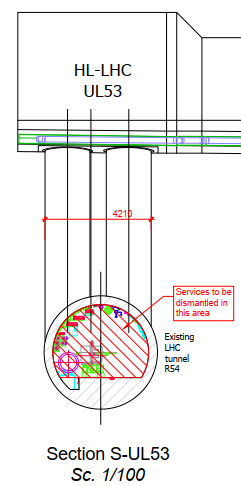 HL-LHC
UL53
4210
Services to be
dismantled in
this area
Existing
LHC
tunnel
R54
Section S-UL53
Sc. 1/100